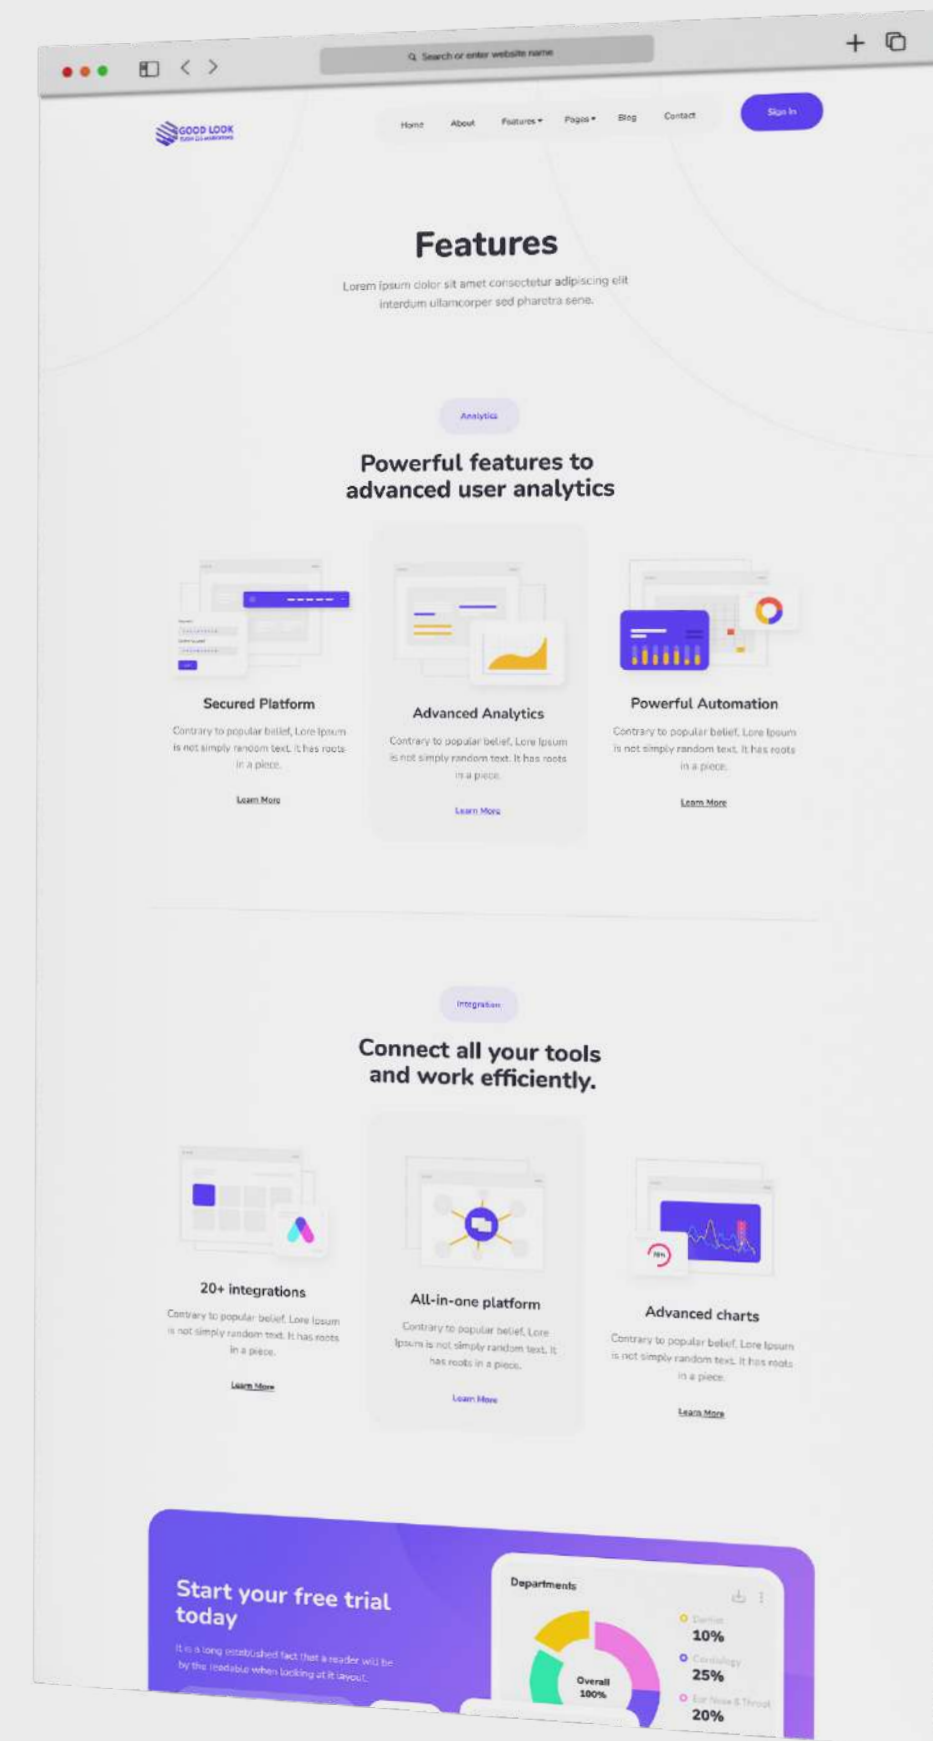 Search or enter website name
GOOD LOOK
Home About Features Pages Blog Contact Sign In
Features
Lorem ipsum dolor sit amet consectetur adipiscing elit
interdum ullamcorper sed pharetra sene.
Analytics
Powerful features to
advanced user analytics
Secured Platform
Contrary to popular belief, Lore Ipsum
is not simply random text. It has roots
in a piece.
Learn More
Advanced Analytics
Contrary to popular belief, Lore Ipsum
is not simply random text. It has roots
in a piece.
Learn More
Powerful Automation
Contrary to popular belief, Lore Ipsum
is not simply random text. It has roots
in a piece.
Learn More
Integration
Connect all your tools
and work efficiently.
20+ integrations
Contrary to popular belief, Lore Ipsum
is not simply random text. It has roots
in a piece.
Learn More
All-in-one platform
Contrary to popular belief, Lore
Ipsum is not simply random text. It
has roots in a piece.
Learn More
70%
Advanced charts
Contrary to popular belief, Lore Ipsum
is not simply random text. It has roots
in a piece.
Learn More
Start your free trial
today
It is a long established fact that a reader will be
by the readable when looking at it layout.
Departments
Overall
100%
Dentist
10%
Cardiology
25%
Ear Nose & Throat
20%